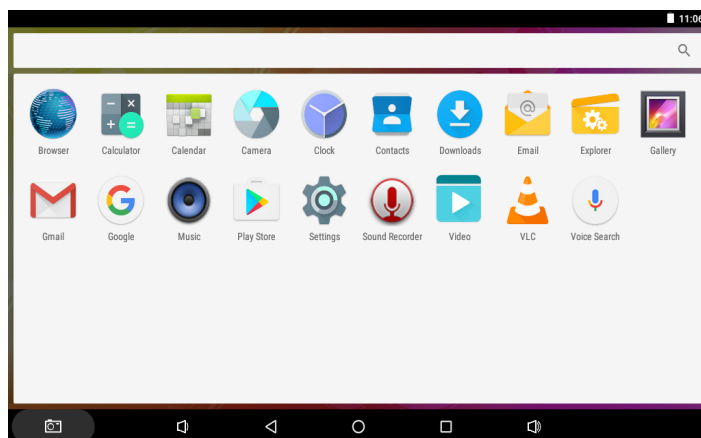 11:06
Browser Calculator Calendar Camera Clock Contacts Downloads Email Explorer Gallery
Gmail Google Music Play Store Settings Sound Recorder Video VLC Voice Search